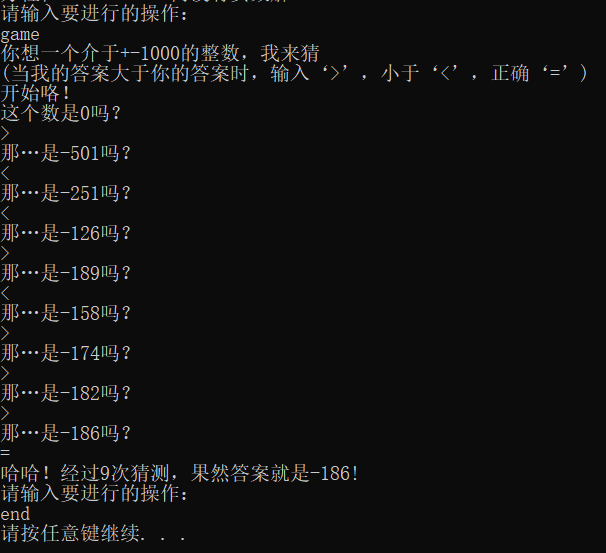 请输入要进行的操作:
game
你想一个介于+-1000的整数,我来猜
(当我的答案大于你的答案时,输入‘>’,小于‘<’,正确‘=’)
开始咯!
这个数是0吗?
>
那…是-501吗?
<
那…是-251吗?
<
那…是-126吗?
>
那…是-189吗?
<
那…是-158吗?
>
那…是-174吗?
>
那…是-182吗?
>
那…是-186吗?
=
哈哈!经过9次猜测,果然答案就是-186!
请输入要进行的操作:
end
请按任意键继续. . .